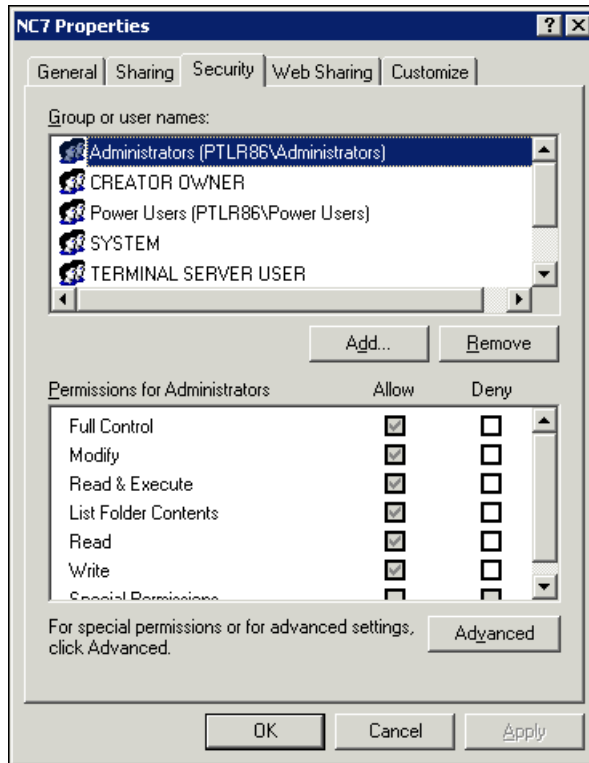 NC7 Properties
General Sharing Security Web Sharing Customize
Group or user names:
Administrators (PTLR86\Administrators)
CREATOR OWNER
Power Users (PTLR86\Power Users)
SYSTEM
TERMINAL SERVER USER
Add... Remove
Permissions for Administrators Allow Deny
Full Control
Modify
Read & Execute
List Folder Contents
Read
Write
Special Permissions
For special permissions or for advanced settings,
click Advanced.
Advanced
OK Cancel Apply